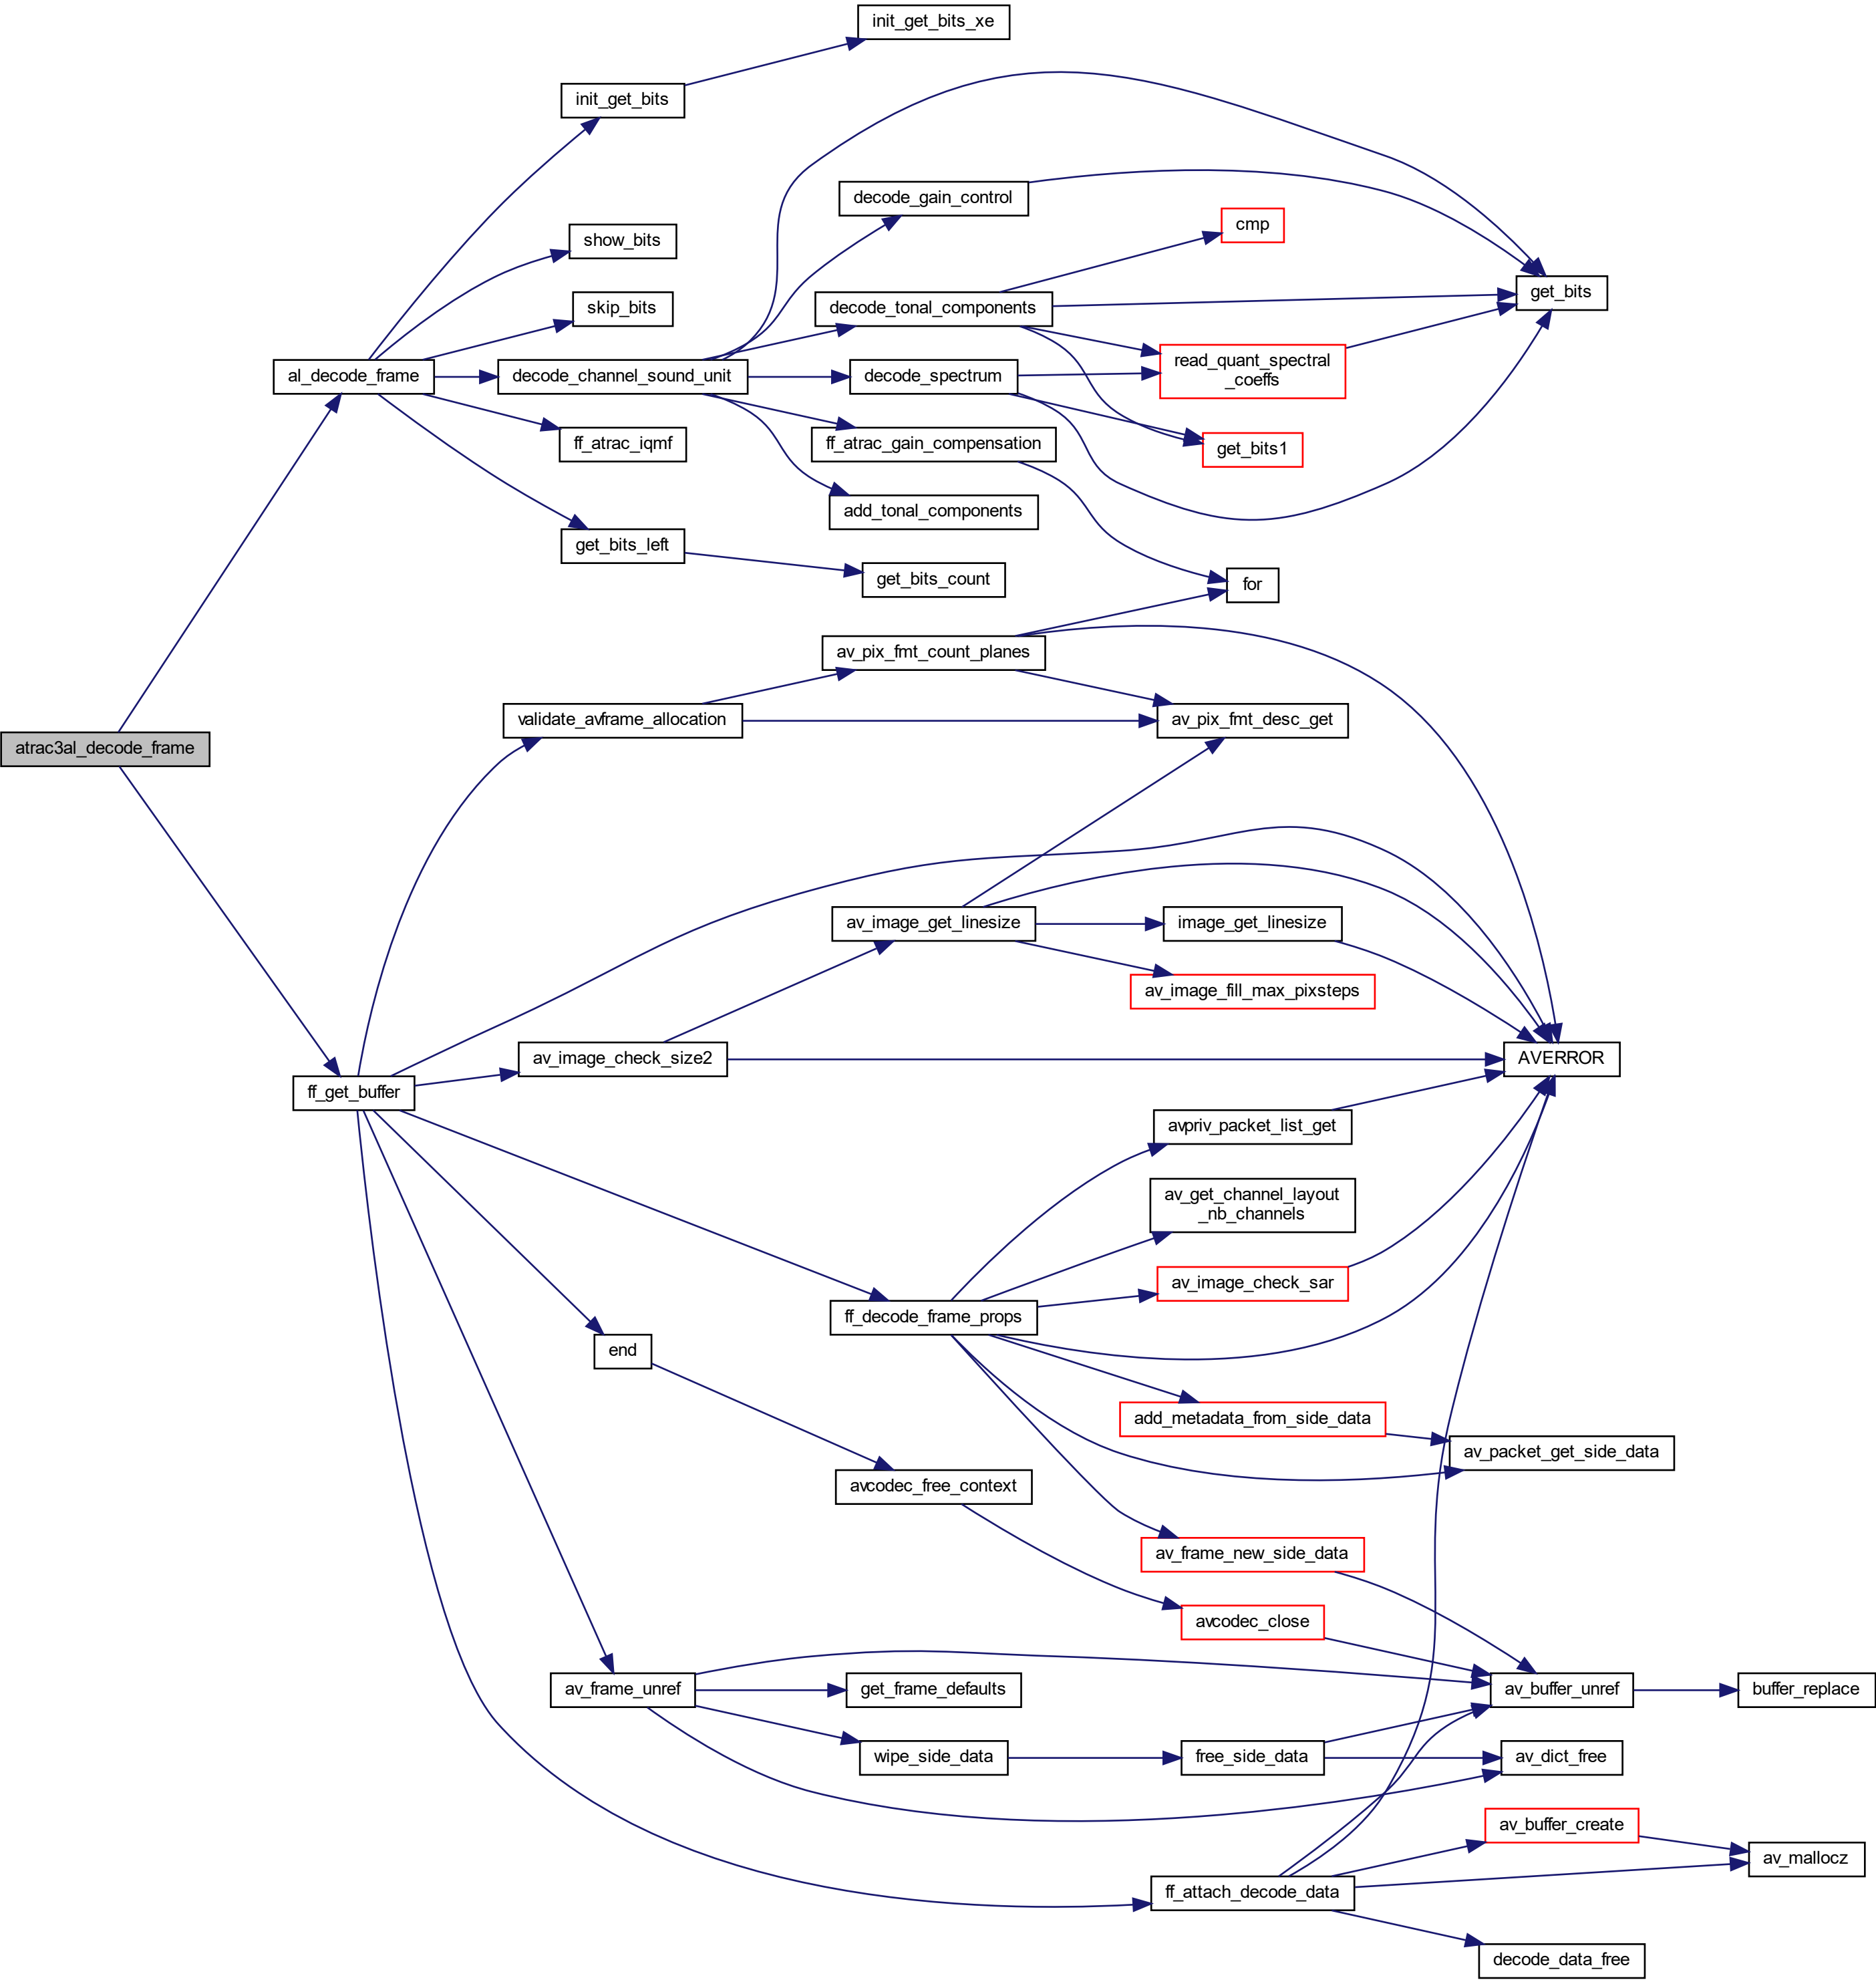 init_get_bits_xe
init_get_bits
decode_gain_control
cmp
show_bits
get_bits
skip_bits
decode_tonal_components
al_decode_frame
decode_channel_sound_unit
decode_spectrum
read_quant_spectral
_coeffs
ff_atrac_iqmf
ff_atrac_gain_compensation
get_bits1
add_tonal_components
get_bits_left
get_bits_count
for
av_pix_fmt_count_planes
validate_avframe_allocation
av_pix_fmt_desc_get
atrac3al_decode_frame
av_image_get_linesize
image_get_linesize
av_image_fill_max_pixsteps
av_image_check_size2
AVERROR
ff_get_buffer
avpriv_packet_list_get
av_get_channel_layout
_nb_channels
av_image_check_sar
ff_decode_frame_props
end
add_metadata_from_side_data
av_packet_get_side_data
avcodec_free_context
av_frame_new_side_data
avcodec_close
av_frame_unref
get_frame_defaults
av_buffer_unref
buffer_replace
wipe_side_data
free_side_data
av_dict_free
av_buffer_create
av_mallocz
ff_attach_decode_data
decode_data_free